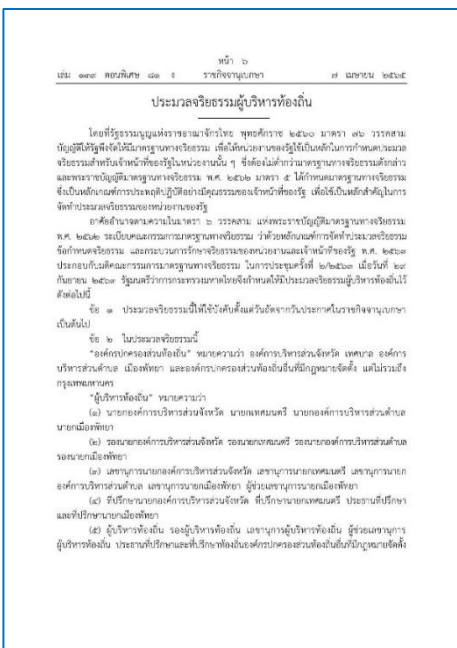 หน้า ๖
เล่ม ๑๓๙ ตอนพิเศษ ๘๑ ง ราชกิจจานุเบกษา ๗ เมษายน ๒๕๖๕
ประมวลจริยธรรมผู้บริหารท้องถิ่น
โดยที่รัฐธรรมนูญแห่งราชอาณาจักรไทย พุทธศักราช ๒๕๖๐ มาตรา ๗๖ วรรคสาม
บัญญัติให้รัฐพึงจัดให้มีมาตรฐานทางจริยธรรม เพื่อให้หน่วยงานของรัฐใช้เป็นหลักในการกำหนดประมวล
จริยธรรมสำหรับเจ้าหน้าที่ของรัฐในหน่วยงานนั้น ๆ ซึ่งต้องไม่ต่ำกว่ามาตรฐานทางจริยธรรมดังกล่าว
และพระราชบัญญัติมาตรฐานทางจริยธรรม พ.ศ. ๒๕๖๒ มาตรา ๕ ได้กำหนดมาตรฐานทางจริยธรรม
ซึ่งเป็นหลักเกณฑ์การประพฤติปฏิบัติอย่างมีคุณธรรมของเจ้าหน้าที่ของรัฐ เพื่อใช้เป็นหลักสำคัญในการ
จัดทำประมวลจริยธรรมของหน่วยงานของรัฐ
อาศัยอำนาจตามความในมาตรา ๖ วรรคสาม แห่งพระราชบัญญัติมาตรฐานทางจริยธรรม
พ.ศ. ๒๕๖๒ ระเบียบคณะกรรมการมาตรฐานทางจริยธรรม ว่าด้วยหลักเกณฑ์การจัดทำประมวลจริยธรรม
ข้อกำหนดจริยธรรม และกระบวนการรักษาจริยธรรมของหน่วยงานและเจ้าหน้าที่ของรัฐ พ.ศ. ๒๕๖๓
ประกอบกับมติคณะกรรมการมาตรฐานทางจริยธรรม ในการประชุมครั้งที่ ๒/๒๕๖๓ เมื่อวันที่ ๒๙
กันยายน ๒๕๖๓ รัฐมนตรีว่าการกระทรวงมหาดไทยจึงกำหนดให้มีประมวลจริยธรรมผู้บริหารท้องถิ่นไว้
ดังต่อไปนี้
ข้อ ๑ ประมวลจริยธรรมนี้ให้ใช้บังคับตั้งแต่วันถัดจากวันประกาศในราชกิจจานุเบกษา
เป็นต้นไป
ข้อ ๒ ในประมวลจริยธรรมนี้
“องค์กรปกครองส่วนท้องถิ่น” หมายความว่า องค์การบริหารส่วนจังหวัด เทศบาล องค์การ
บริหารส่วนตำบล เมืองพัทยา และองค์กรปกครองส่วนท้องถิ่นอื่นที่มีกฎหมายจัดตั้ง แต่ไม่รวมถึง
กรุงเทพมหานคร
“ผู้บริหารท้องถิ่น” หมายความว่า
(๑) นายกองค์การบริหารส่วนจังหวัด นายกเทศมนตรี นายกองค์การบริหารส่วนตำบล
นายกเมืองพัทยา
(๒) รองนายกองค์การบริหารส่วนจังหวัด รองนายกเทศมนตรี รองนายกองค์การบริหารส่วนตำบล
รองนายกเมืองพัทยา
(๓) เลขานุการนายกองค์การบริหารส่วนจังหวัด เลขานุการนายกเทศมนตรี เลขานุการนายก
องค์การบริหารส่วนตำบล เลขานุการนายกเมืองพัทยา ผู้ช่วยเลขานุการนายกเมืองพัทยา
(๔) ที่ปรึกษานายกองค์การบริหารส่วนจังหวัด ที่ปรึกษานายกเทศมนตรี ประธานที่ปรึกษา
และที่ปรึกษานายกเมืองพัทยา
(๕) ผู้บริหารท้องถิ่น รองผู้บริหารท้องถิ่น เลขานุการผู้บริหารท้องถิ่น ผู้ช่วยเลขานุการ
ผู้บริหารท้องถิ่น ประธานที่ปรึกษาและที่ปรึกษาท้องถิ่นองค์กรปกครองส่วนท้องถิ่นอื่นที่มีกฎหมายจัดตั้ง